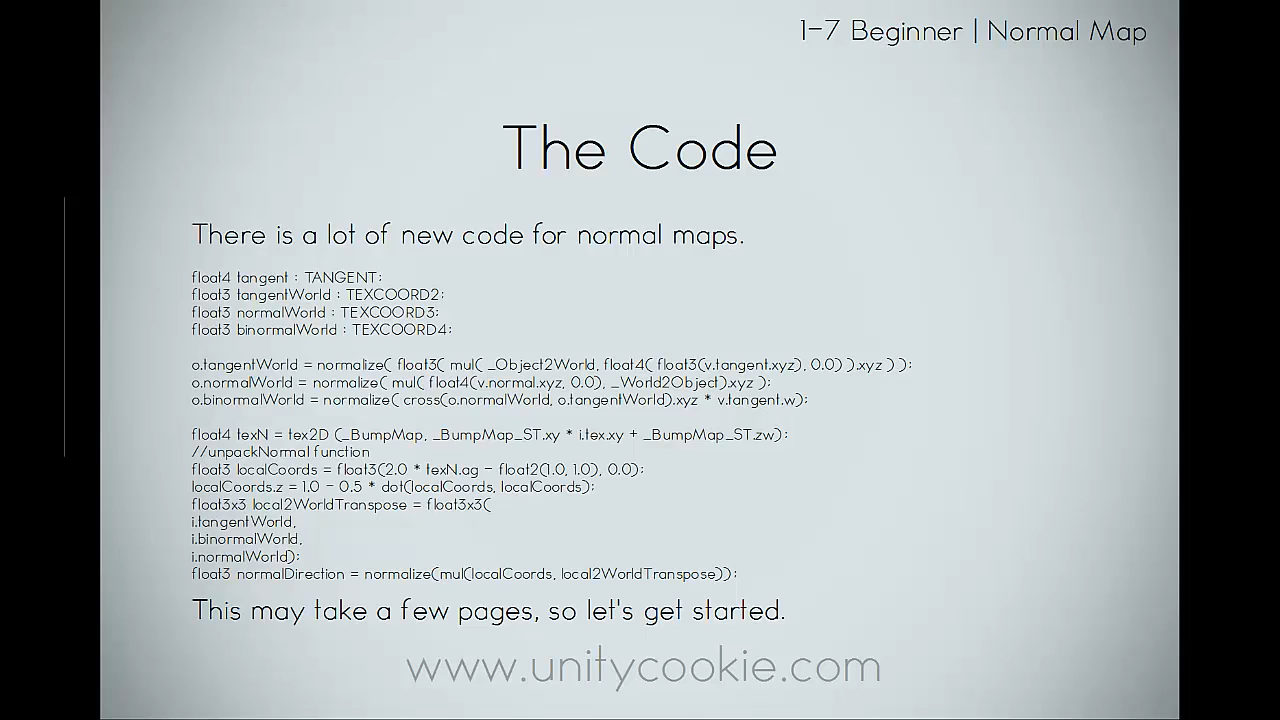 1-7 Beginner | Normal Map
The Code
There is a lot of new code for normal maps.
float4 tangent : TANGENT;
float3 tangentWorld : TEXCOORD2;
float3 normalWorld : TEXCOORD3;
float3 binormalWorld : TEXCOORD4;
o.tangentWorld = normalize( float3( mul( _Object2World, float4( float3(v.tangent.xyz), 0.0) ).xyz ) );
o.normalWorld = normalize( mul( float4(v.normal.xyz, 0.0), _World2Object).xyz );
o.binormalWorld = normalize( cross(o.normalWorld, o.tangentWorld).xyz * v.tangent.w);
float4 texN = tex2D (_BumpMap, _BumpMap_ST.xy * i.tex.xy + _BumpMap_ST.zw);
//unpackNormal function
float3 localCoords = float3(2.0 * texN.ag - float2(1.0, 1.0), 0.0);
localCoords.z = 1.0 - 0.5 * dot(localCoords, localCoords);
float3x3 local2WorldTranspose = float3x3(
i.tangentWorld,
i.binormalWorld,
i.normalWorld);
float3 normalDirection = normalize(mul(localCoords, local2WorldTranspose));
This may take a few pages, so let's get started.
www.unitycookie.com